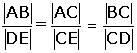 |AB| / |DE| = |AC| / |CE| = |BC| / |CD|